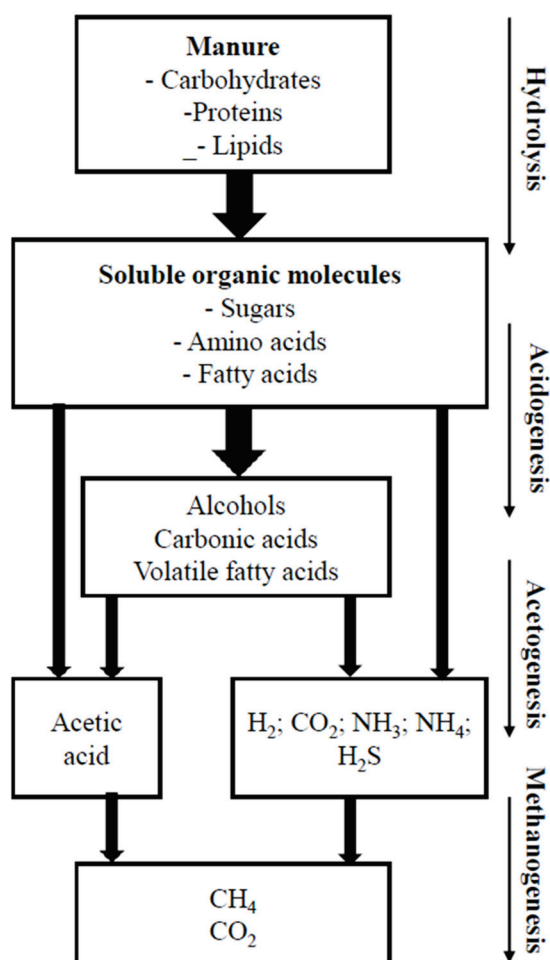 Manure
- Carbohydrates
-Proteins
_- Lipids
Hydrolysis
Soluble organic molecules
- Sugars
- Amino acids
- Fatty acids
Acidogenesis
Alcohols
Carbonic acids
Volatile fatty acids
Acetogenesis
Acetic
acid
H₂; CO₂; NH₃; NH₄;
H₂S
Methanogenesis
CH₄
CO₂